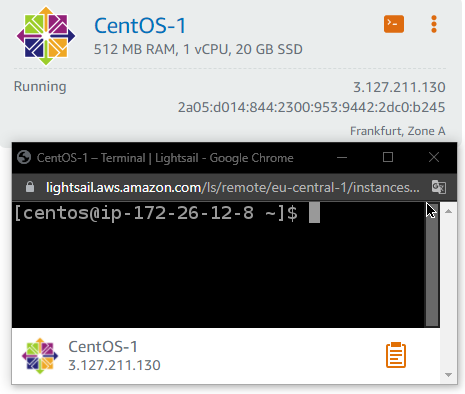 CentOS-1
512 MB RAM, 1 vCPU, 20 GB SSD
Running
3.127.211.130
2a05:d014:844:2300:953:9442:2dc0:b245
Frankfurt, Zone A
CentOS-1 – Terminal | Lightsail - Google Chrome
lightsail.aws.amazon.com/ls/remote/eu-central-1/instances...
[centos@ip-172-26-12-8 ~]$
CentOS-1
3.127.211.130